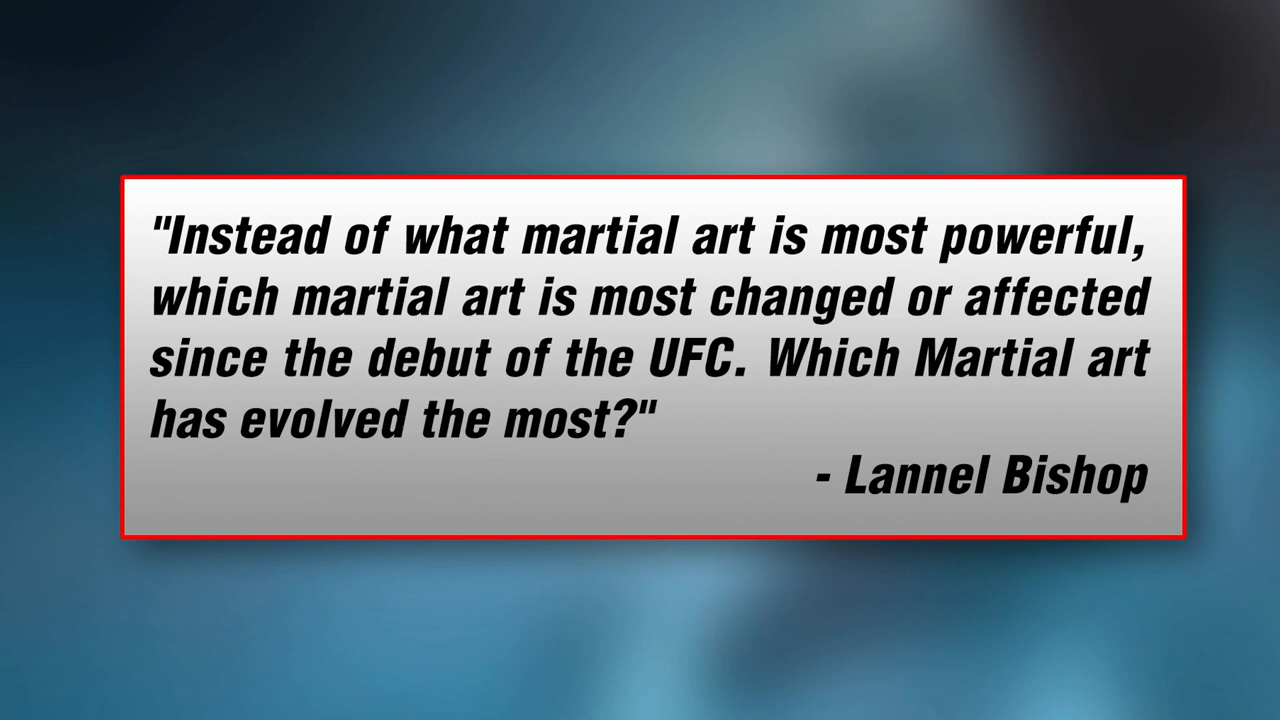 "Instead of what martial art is most powerful,
which martial art is most changed or affected
since the debut of the UFC. Which Martial art
has evolved the most?"
- Lannel Bishop